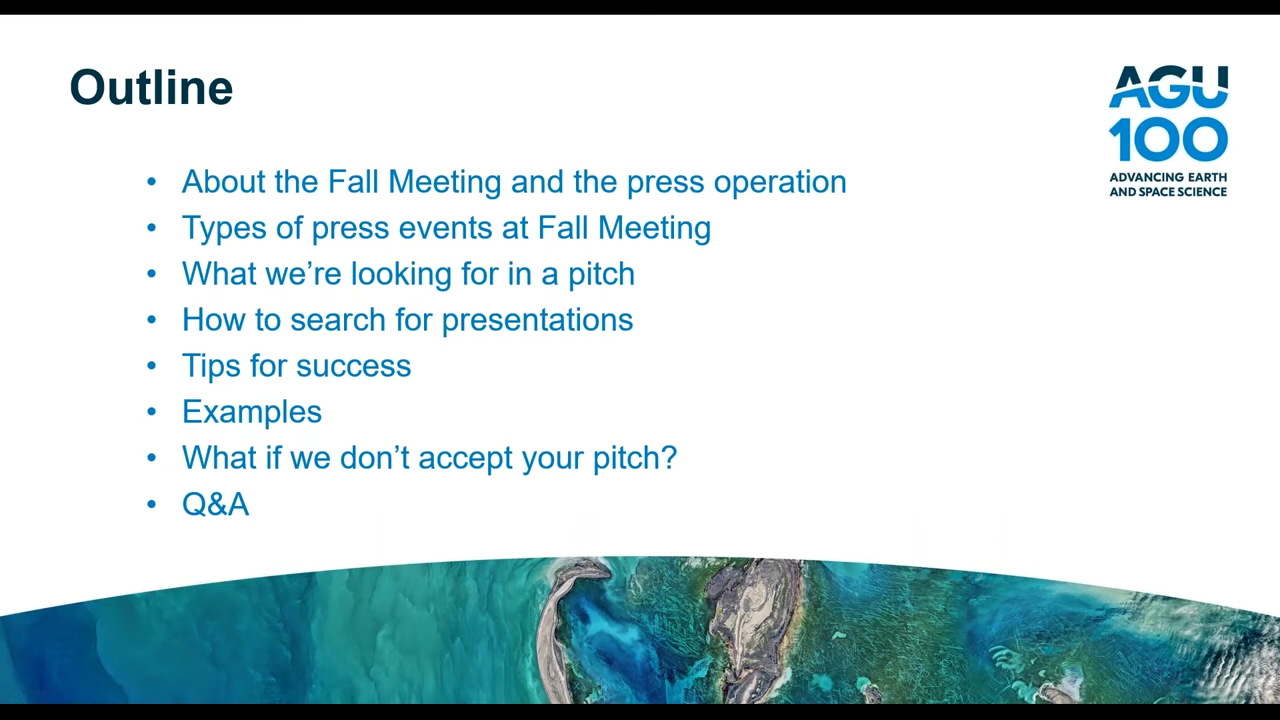 Outline
AGU
100
ADVANCING EARTH
AND SPACE SCIENCE
• About the Fall Meeting and the press operation
• Types of press events at Fall Meeting
• What we’re looking for in a pitch
• How to search for presentations
• Tips for success
• Examples
• What if we don’t accept your pitch?
• Q&A